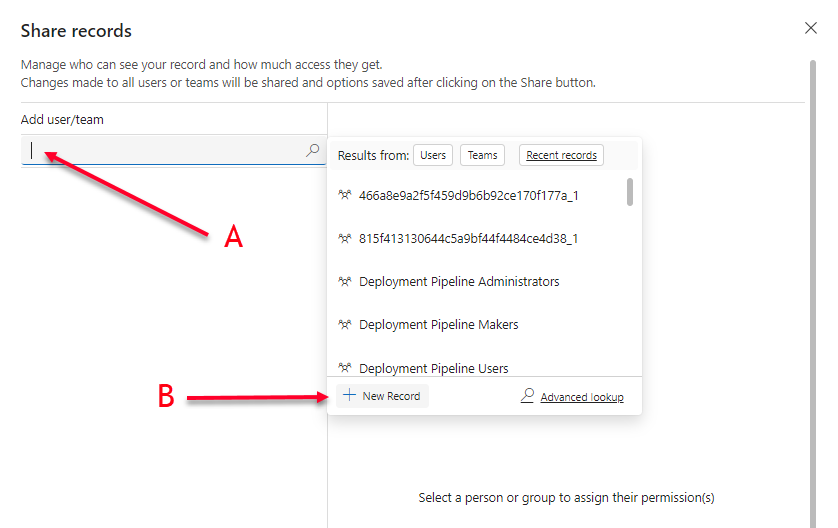 Share records
Manage who can see your record and how much access they get.
Changes made to all users or teams will be shared and options saved after clicking on the Share button.
Add user/team
Results from: Users Teams Recent records
466a8e9a2f5f459d9b6b92ce170f177a_1
815f413130644c5a9bf44f4484ce4d38_1
A
Deployment Pipeline Administrators
Deployment Pipeline Makers
Deployment Pipeline Users
B
New Record Advanced lookup
Select a person or group to assign their permission(s)